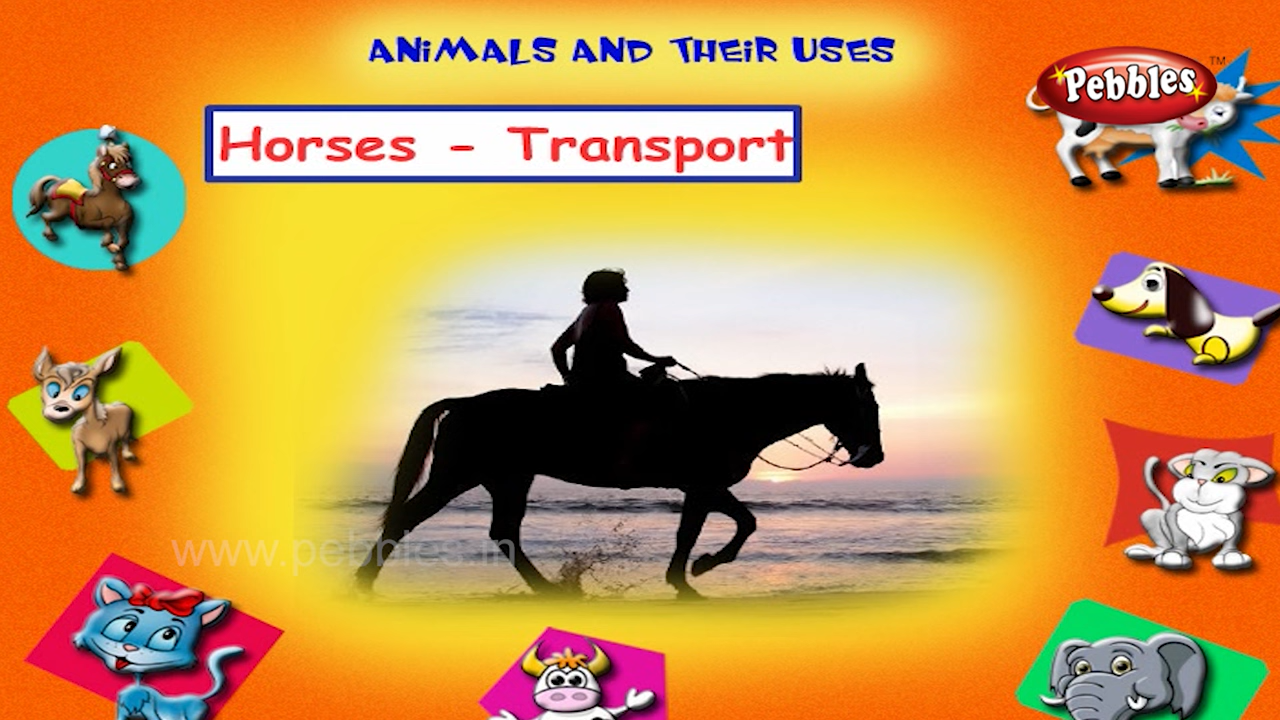 ANiMALS AND THEiR USES
Pebbles TM
Horses - Transport
www.pebbles.in